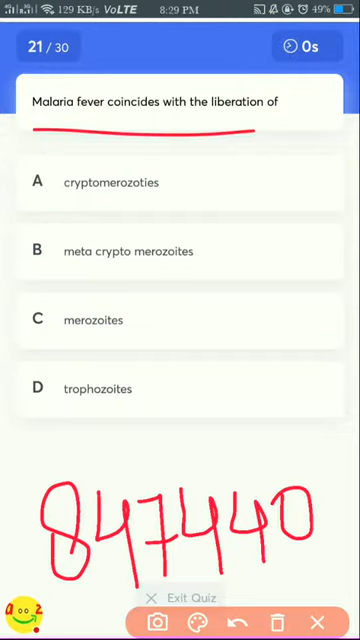 129 KB/s VoLTE 8:29 PM 49%
21 / 30 0s
Malaria fever coincides with the liberation of
A cryptomerozoties
B meta crypto merozoites
C merozoites
D trophozoites
847440
a z
× Exit Quiz